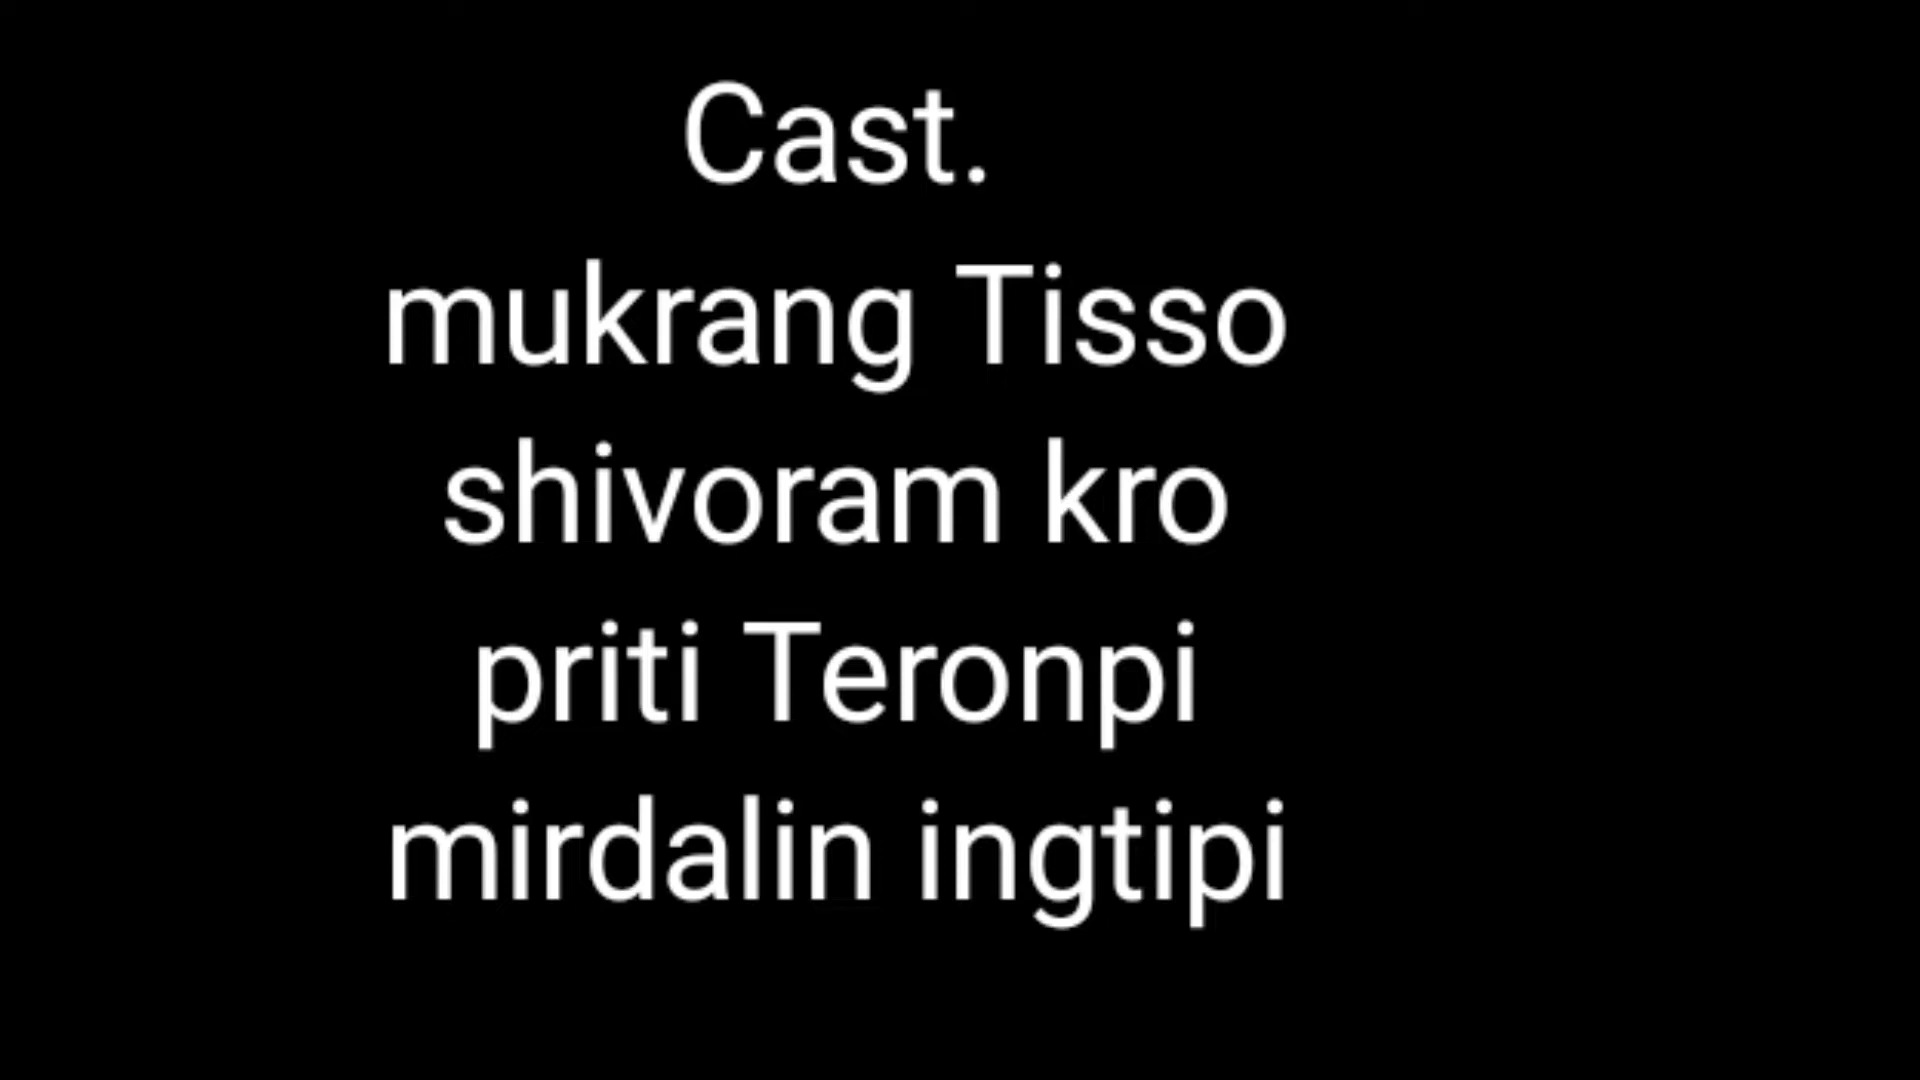 Cast.
mukrang Tisso
shivoram kro
priti Teronpi
mirdalin ingtipi